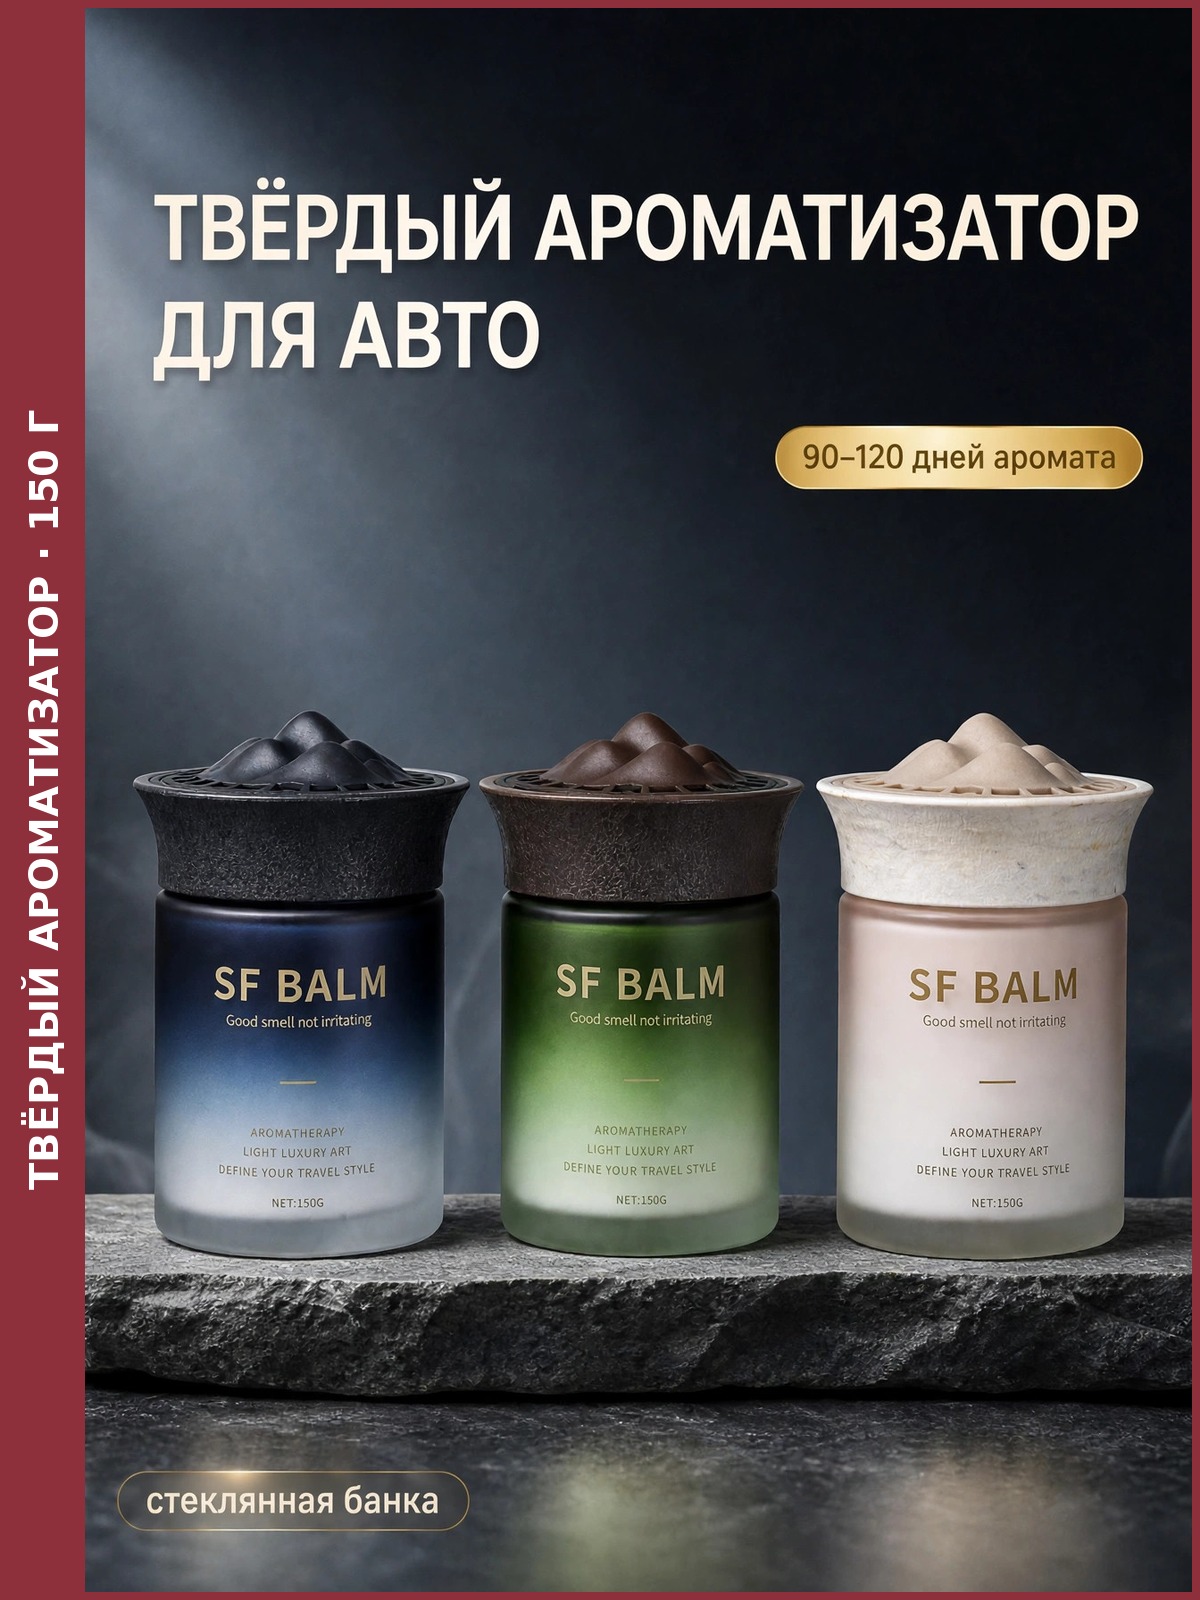 ТВЁРДЫЙ АРОМАТИЗАТОР · 150 Г
ТВЁРДЫЙ АРОМАТИЗАТОР
ДЛЯ АВТО
90–120 дней аромата
SF BALM
Good smell not irritating
AROMATHERAPY
LIGHT LUXURY ART
DEFINE YOUR TRAVEL STYLE
NET:150G
SF BALM
Good smell not irritating
AROMATHERAPY
LIGHT LUXURY ART
DEFINE YOUR TRAVEL STYLE
NET:150G
SF BALM
Good smell not irritating
AROMATHERAPY
LIGHT LUXURY ART
DEFINE YOUR TRAVEL STYLE
NET:150G
стеклянная банка